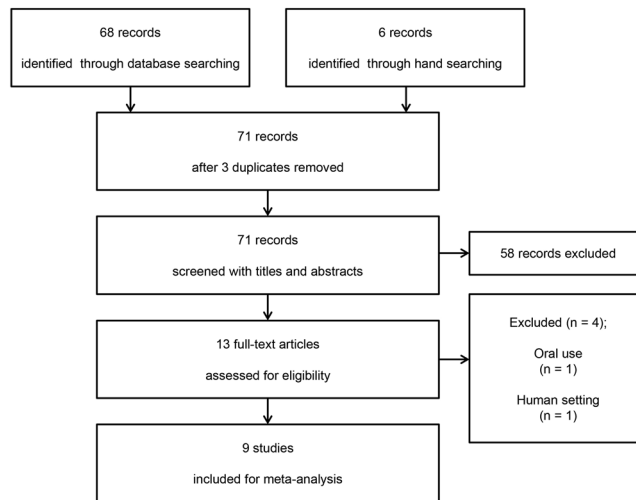 68 records
identified through database searching
6 records
identified through hand searching
71 records
after 3 duplicates removed
71 records
screened with titles and abstracts
58 records excluded
13 full-text articles
assessed for eligibility
Excluded (n = 4);
Oral use
(n = 1)
Human setting
(n = 1)
9 studies
included for meta-analysis